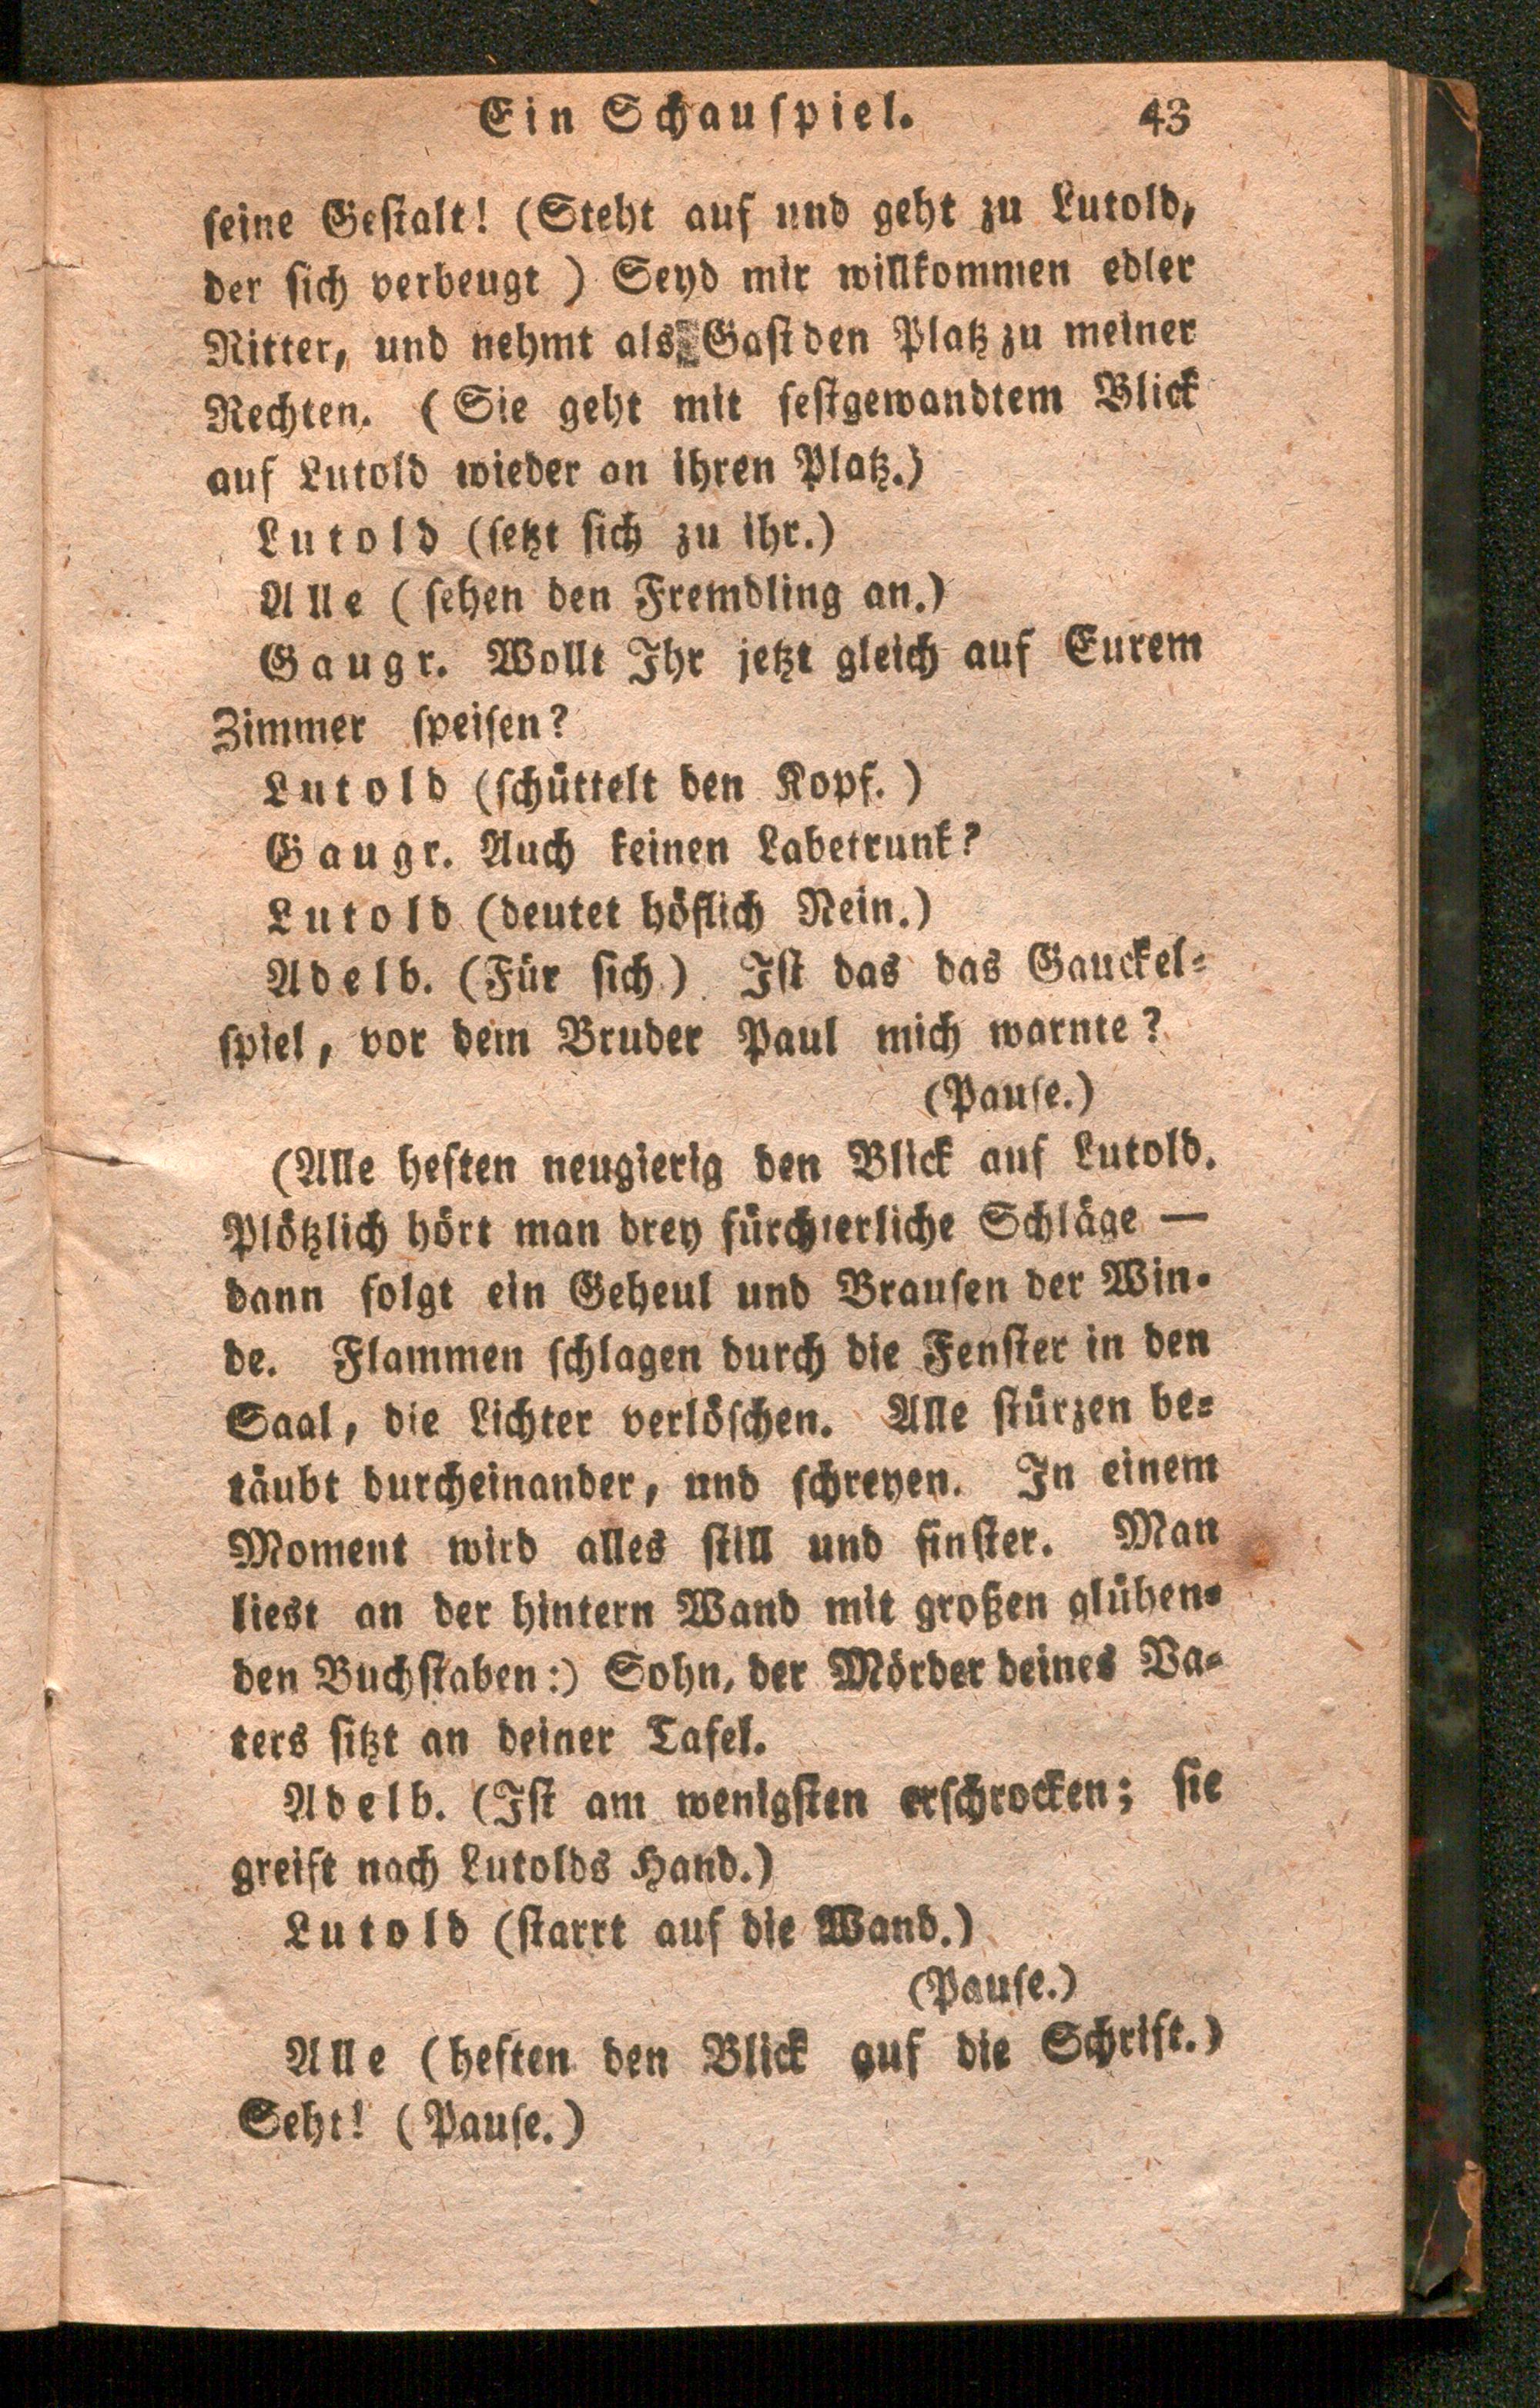 Ein Schauſpiel. 43
ſeine Geſtalt! (Steht auf und geht zu Lutold,
der ſich verbeugt) Seyd mir willkommen edler
Ritter, und nehmt als Gaſt den Platz zu meiner
Rechten. (Sie geht mit feſtgewandtem Blick
auf Lutold wieder an ihren Platz.)
Lutold (ſetzt ſich zu ihr.)
Alle (ſehen den Fremdling an.)
Gaugr. Wollt Ihr jetzt gleich auf Eurem
Zimmer ſpeiſen?
Lutold (ſchüttelt den Kopf.)
Gaugr. Auch keinen Labetrunk?
Lutold (deutet höflich Nein.)
Adelb. (Für ſich) Iſt das das Gauckel-
ſpiel, vor dem Bruder Paul mich warnte?
(Pauſe.)
(Alle heften neugierig den Blick auf Lutold.
Plötzlich hört man drey fürchterliche Schläge —
dann folgt ein Geheul und Brauſen der Win-
de. Flammen ſchlagen durch die Fenſter in den
Saal, die Lichter verlöſchen. Alle ſtürzen be-
täubt durcheinander, und ſchreyen. In einem
Moment wird alles ſtill und finſter. Man
liest an der hintern Wand mit großen glühen-
den Buchſtaben:) Sohn, der Mörder deines Va-
ters ſitzt an deiner Tafel.
Adelb. (Iſt am wenigſten erſchrocken; ſie
greift nach Lutolds Hand.)
Lutold (ſtarrt auf die Wand.)
(Pauſe.)
Alle (heften den Blick auf die Schrift.)
Seht! (Pauſe.)